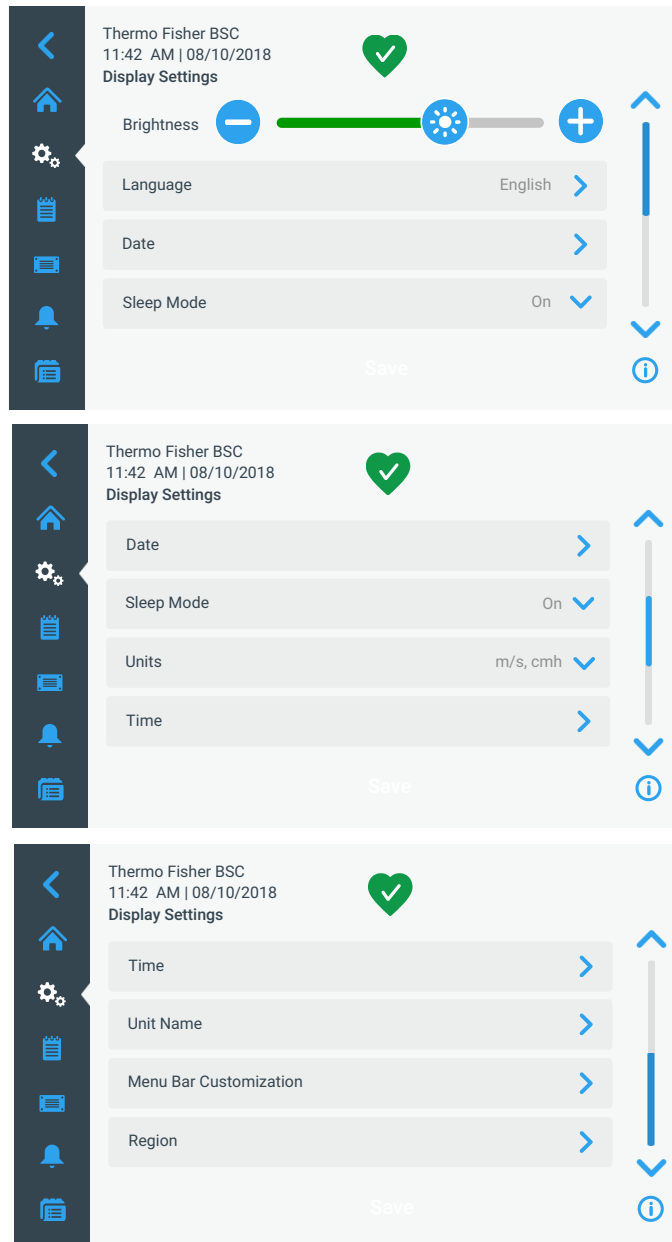 Thermo Fisher BSC
11:42 AM | 08/10/2018
Display Settings
Brightness
Language English
Date
Sleep Mode On
Save
Thermo Fisher BSC
11:42 AM | 08/10/2018
Display Settings
Date
Sleep Mode On
Units m/s, cmh
Time
Save
Thermo Fisher BSC
11:42 AM | 08/10/2018
Display Settings
Time
Unit Name
Menu Bar Customization
Region
Save